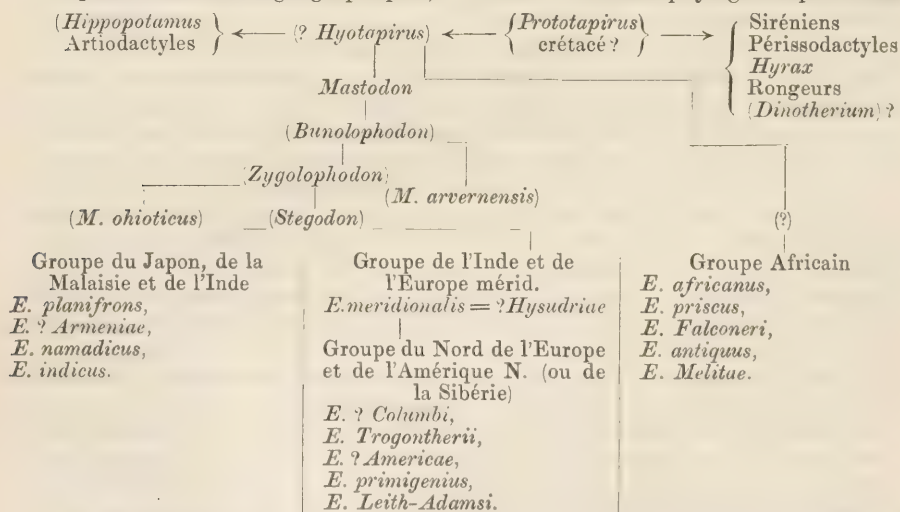 (Hippopotamus
Artiodactyles
(? Hyotapirus)
Prototapirus
crétacé ?
Siréniens
Périssodactyles
Hyrax
Rongeurs
(Dinotherium) ?
Mastodon
(Bunolophodon)
(Zygolophodon)
(M. arvernensis)
(M. ohioticus)
(Stegodon)
(?)
Groupe du Japon, de la
Malaisie et de l'Inde
E. planifrons,
E. ? Armeniae,
E. namadicus,
E. indicus.
Groupe de l'Inde et de
l'Europe mérid.
E. meridionalis = ? Hysudriae
Groupe du Nord de l'Europe
et de l'Amérique N. (ou de
la Sibérie)
E. ? Columbi,
E. Trogontherii,
E. ? Americae,
E. primigenius,
E. Leith-Adamsi.
Groupe Africain
E. africanus,
E. priscus,
E. Falconeri,
E. antiquus,
E. Melitae.